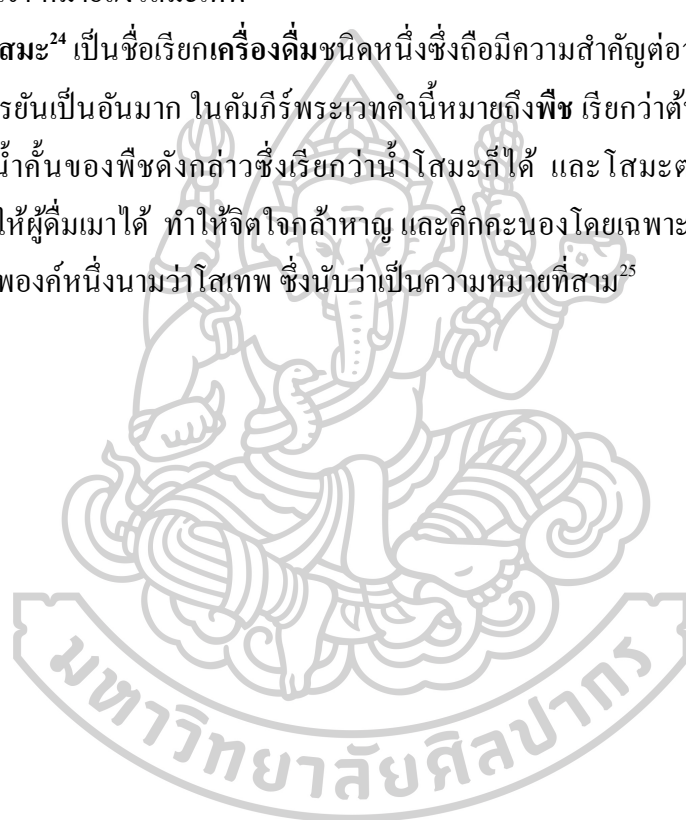 สมะ²⁴ เป็นชื่อเรียกเครื่องดื่มชนิดหนึ่งซึ่งถือมีความสำคัญต่อ
รยันเป็นอันมาก ในคัมภีร์พระเวทคำนี้หมายถึงพืช เรียกว่าต้
น้ำคั้นของพืชดังกล่าวซึ่งเรียกว่าน้ำโสมะก็ได้ และโสมะต
ให้ผู้ดื่มเมาได้ ทำให้จิตใจกล้าหาญ และคึกคะนองโดยเฉพาะ
พองค์หนึ่งนามว่าโสเทพ ซึ่งนับว่าเป็นความหมายที่สาม²⁵
มหาวิทยาลัยศิลปากร